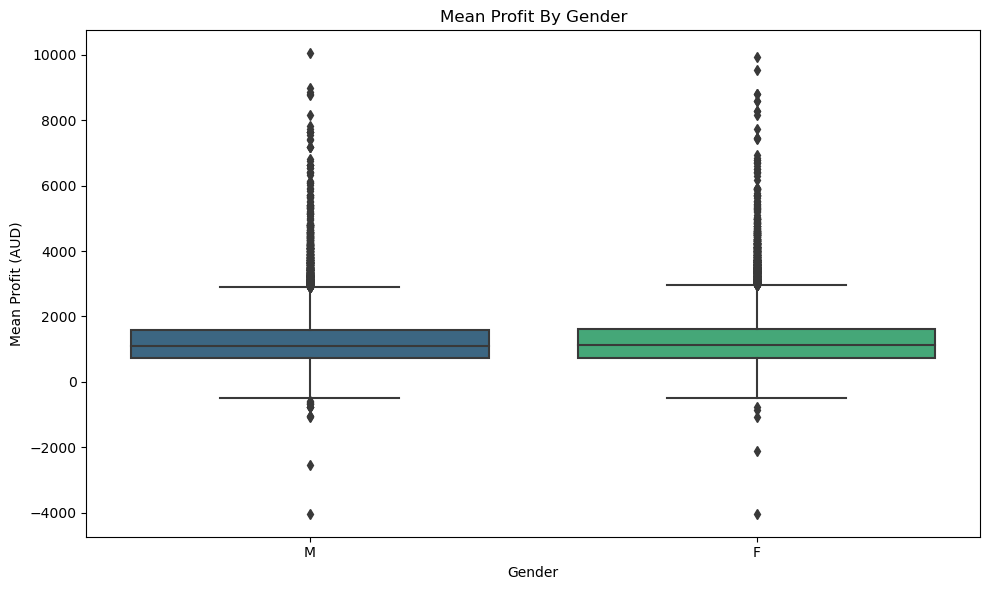 Mean Profit By Gender
10000
8000
6000
4000
2000
0
−2000
−4000
Mean Profit (AUD)
M
F
Gender